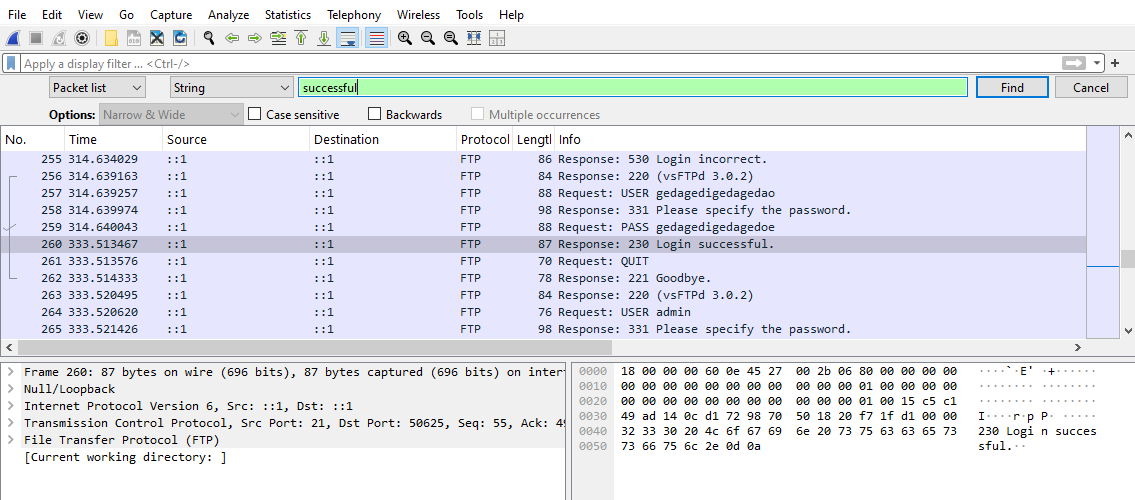 File Edit View Go Capture Analyze Statistics Telephony Wireless Tools Help
Apply a display filter ... <Ctrl-/>
Packet list String successful Find Cancel
Options: Narrow & Wide Case sensitive Backwards Multiple occurrences
No. Time Source Destination Protocol Lengtl Info
255 314.634029 ::1 ::1 FTP 86 Response: 530 Login incorrect.
256 314.639163 ::1 ::1 FTP 84 Response: 220 (vsFTPd 3.0.2)
257 314.639257 ::1 ::1 FTP 88 Request: USER gedagedigedagedao
258 314.639974 ::1 ::1 FTP 98 Response: 331 Please specify the password.
259 314.640043 ::1 ::1 FTP 88 Request: PASS gedagedigedagedoe
260 333.513467 ::1 ::1 FTP 87 Response: 230 Login successful.
261 333.513576 ::1 ::1 FTP 70 Request: QUIT
262 333.514333 ::1 ::1 FTP 78 Response: 221 Goodbye.
263 333.520495 ::1 ::1 FTP 84 Response: 220 (vsFTPd 3.0.2)
264 333.520620 ::1 ::1 FTP 76 Request: USER admin
265 333.521426 ::1 ::1 FTP 98 Response: 331 Please specify the password.
Frame 260: 87 bytes on wire (696 bits), 87 bytes captured (696 bits) on inter
Null/Loopback
Internet Protocol Version 6, Src: ::1, Dst: ::1
Transmission Control Protocol, Src Port: 21, Dst Port: 50625, Seq: 55, Ack: 49
File Transfer Protocol (FTP)
[Current working directory: ]
0000 18 00 00 00 60 0e 45 27 00 2b 06 80 00 00 00 00 ····`·E' ·+······
0010 00 00 00 00 00 00 00 00 00 00 00 01 00 00 00 00 ········ ········
0020 00 00 00 00 00 00 00 00 00 00 00 01 00 15 c5 c1 ········ ········
0030 49 ad 14 0c d1 72 98 70 50 18 20 f7 1f d1 00 00 I····r·p P· ·····
0040 32 33 30 20 4c 6f 67 69 6e 20 73 75 63 63 65 73 230 Logi n succes
0050 73 66 75 6c 2e 0d 0a sful.··